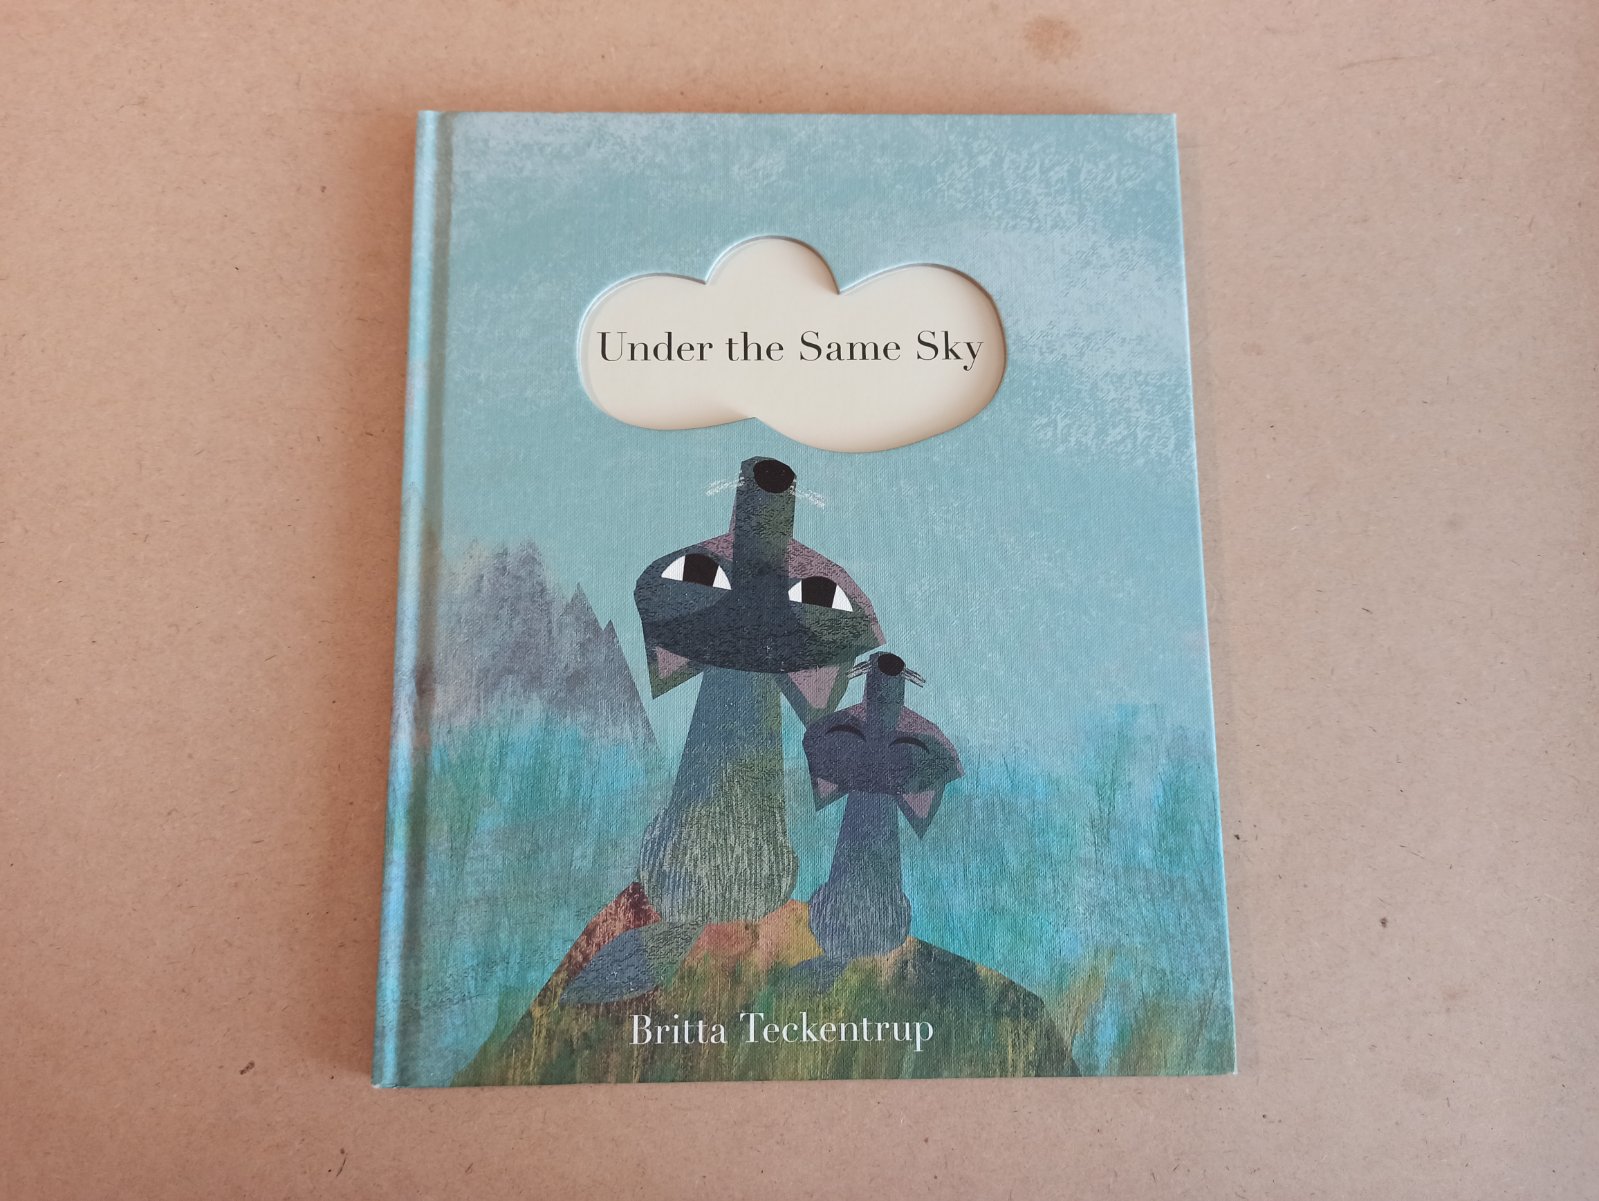 Under the Same Sky
Britta Teckentrup